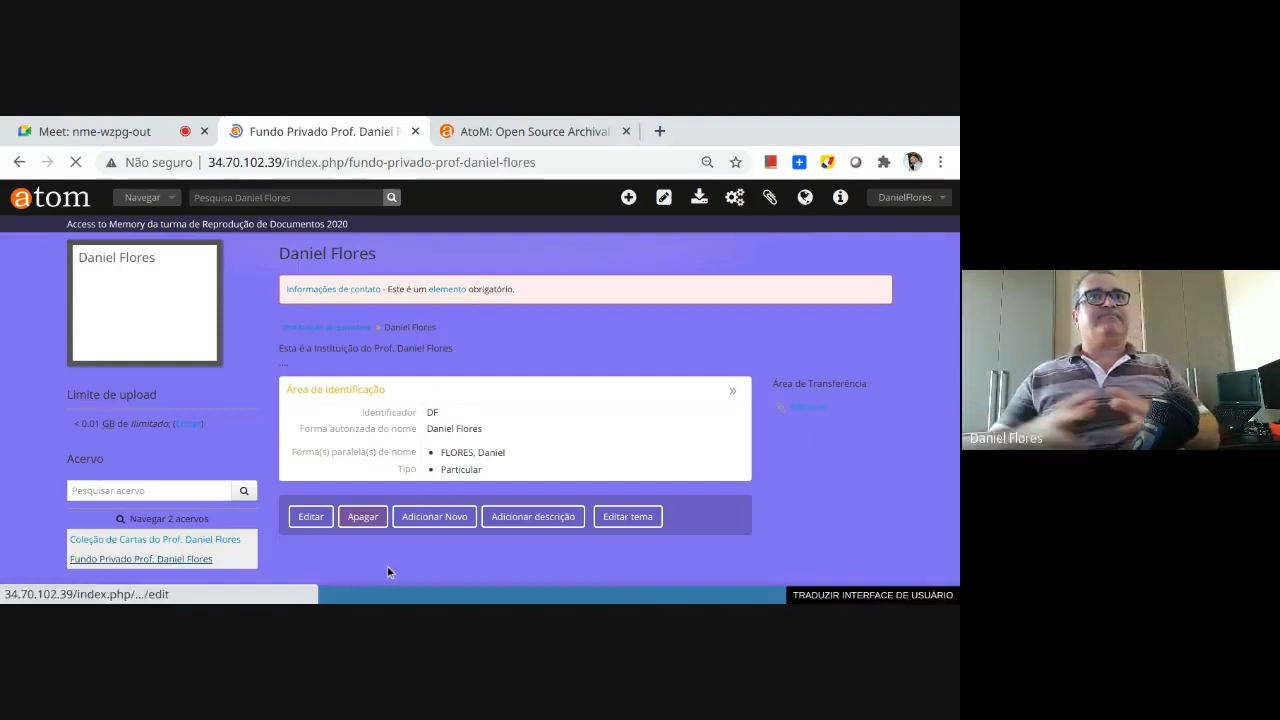 Meet: nme-wzpg-out
Fundo Privado Prof. Daniel F
AtoM: Open Source Archival
Não seguro
34.70.102.39/index.php/fundo-privado-prof-daniel-flores
atom
Navegar
Pesquisa Daniel Flores
DanielFlores
Access to Memory da turma de Reprodução de Documentos 2020
Daniel Flores
Daniel Flores
Informações de contato - Este é um elemento obrigatório.
» Daniel Flores
Esta é a Instituição do Prof. Daniel Flores
....
Área de identificação »
Identificador DF
Forma autorizada do nome Daniel Flores
Forma(s) paralela(s) de nome • FLORES, Daniel
Tipo • Particular
Área de Transferência
Limite de upload
< 0.01 GB de Ilimitado; (
Acervo
Pesquisar acervo
Navegar 2 acervos
Coleção de Cartas do Prof. Daniel Flores
Fundo Privado Prof. Daniel Flores
Editar
Apagar
Adicionar Novo
Adicionar descrição
Editar tema
34.70.102.39/index.php/.../edit
TRADUZIR INTERFACE DE USUÁRIO
Daniel Flores